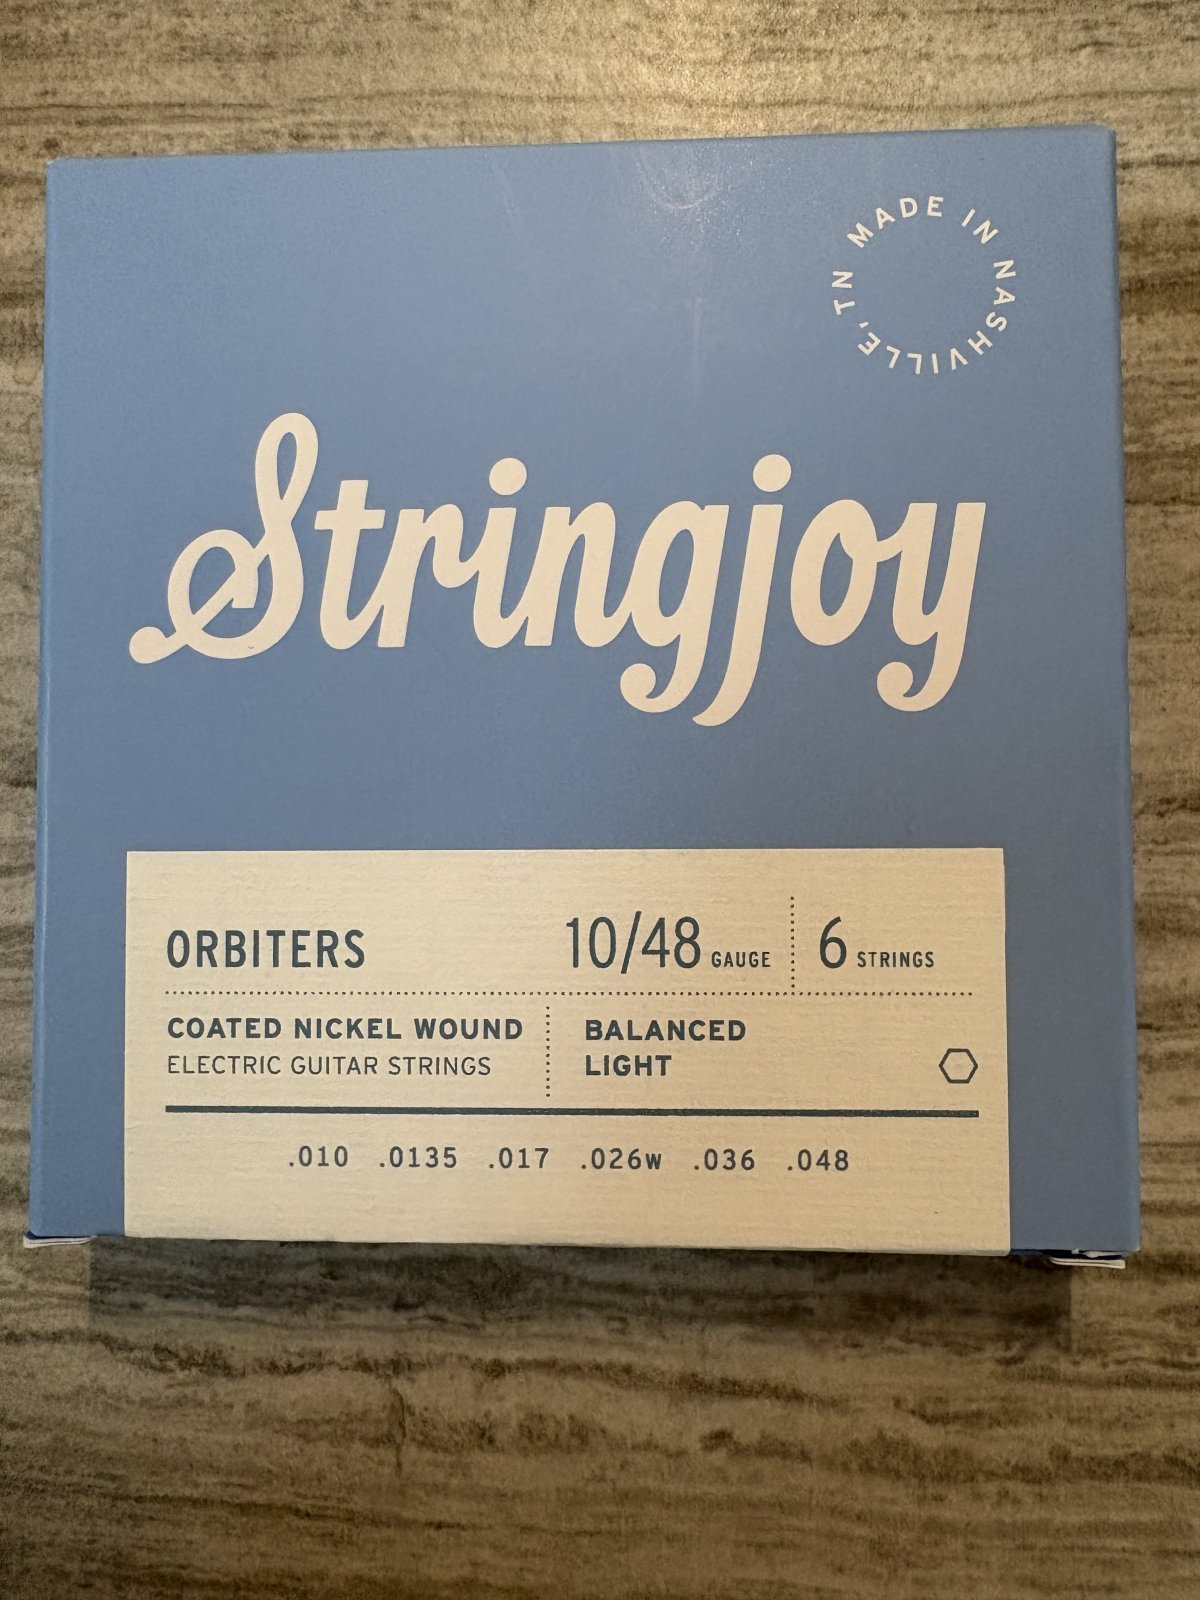 MADE IN NASHVILLE, TN
Stringjoy
ORBITERS
10/48 GAUGE
6 STRINGS
COATED NICKEL WOUND
ELECTRIC GUITAR STRINGS
BALANCED
LIGHT
.010 .0135 .017 .026w .036 .048